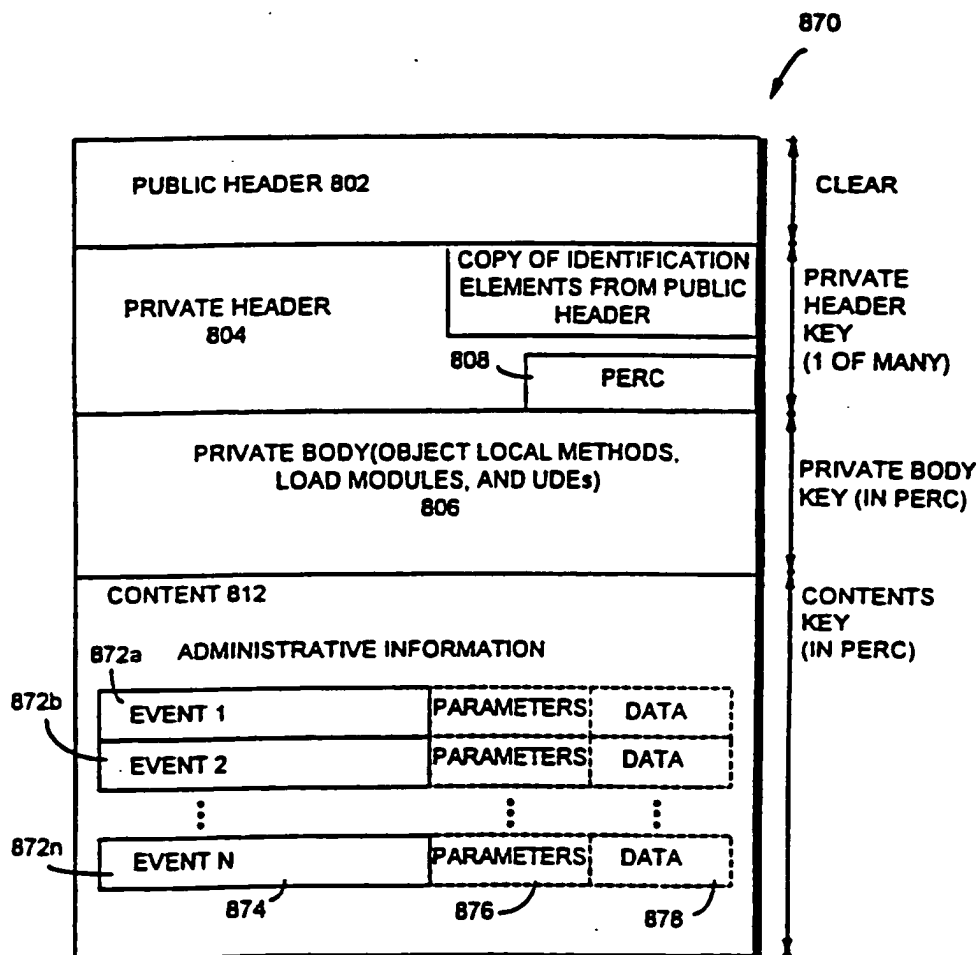 870
PUBLIC HEADER 802
CLEAR
PRIVATE HEADER
804
COPY OF IDENTIFICATION
ELEMENTS FROM PUBLIC
HEADER
808
PERC
PRIVATE
HEADER
KEY
(1 OF MANY)
PRIVATE BODY(OBJECT LOCAL METHODS,
LOAD MODULES, AND UDEs)
806
PRIVATE BODY
KEY (IN PERC)
CONTENT 812
CONTENTS
KEY
(IN PERC)
ADMINISTRATIVE INFORMATION
872a
872b
EVENT 1 PARAMETERS DATA
EVENT 2 PARAMETERS DATA
872n
EVENT N PARAMETERS DATA
874 876 878